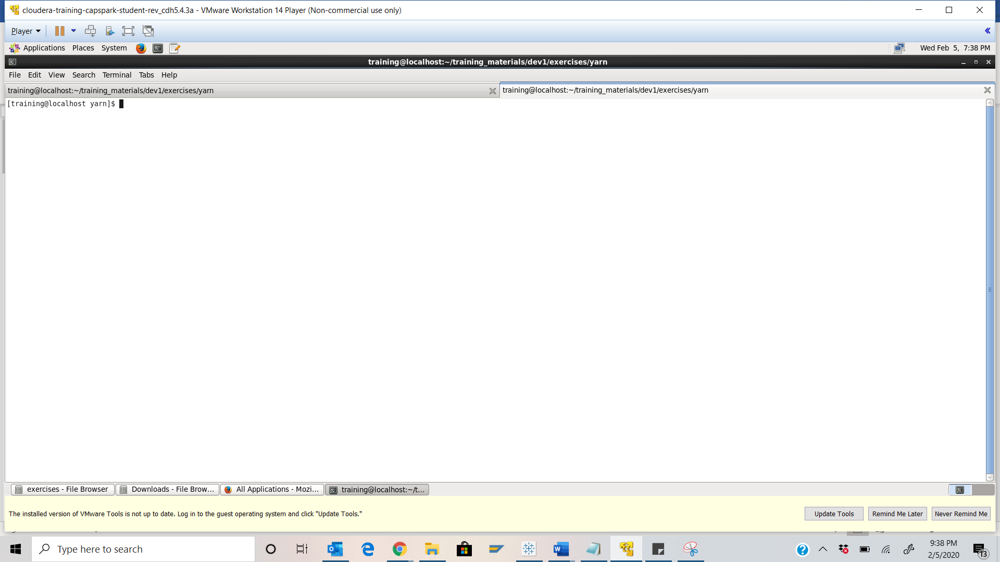 cloudera-training-capspark-student-rev_cdh5.4.3a - VMware Workstation 14 Player (Non-commercial use only)
Player
Applications Places System Wed Feb 5, 7:38 PM
training@localhost:~/training_materials/dev1/exercises/yarn
File Edit View Search Terminal Tabs Help
training@localhost:~/training_materials/dev1/exercises/yarn training@localhost:~/training_materials/dev1/exercises/yarn
[training@localhost yarn]$
exercises - File Browser Downloads - File Brow... All Applications - Mozi... training@localhost:~/t...
The installed version of VMware Tools is not up to date. Log in to the guest operating system and click "Update Tools." Update Tools Remind Me Later Never Remind Me
Type here to search
9:38 PM
2/5/2020
13